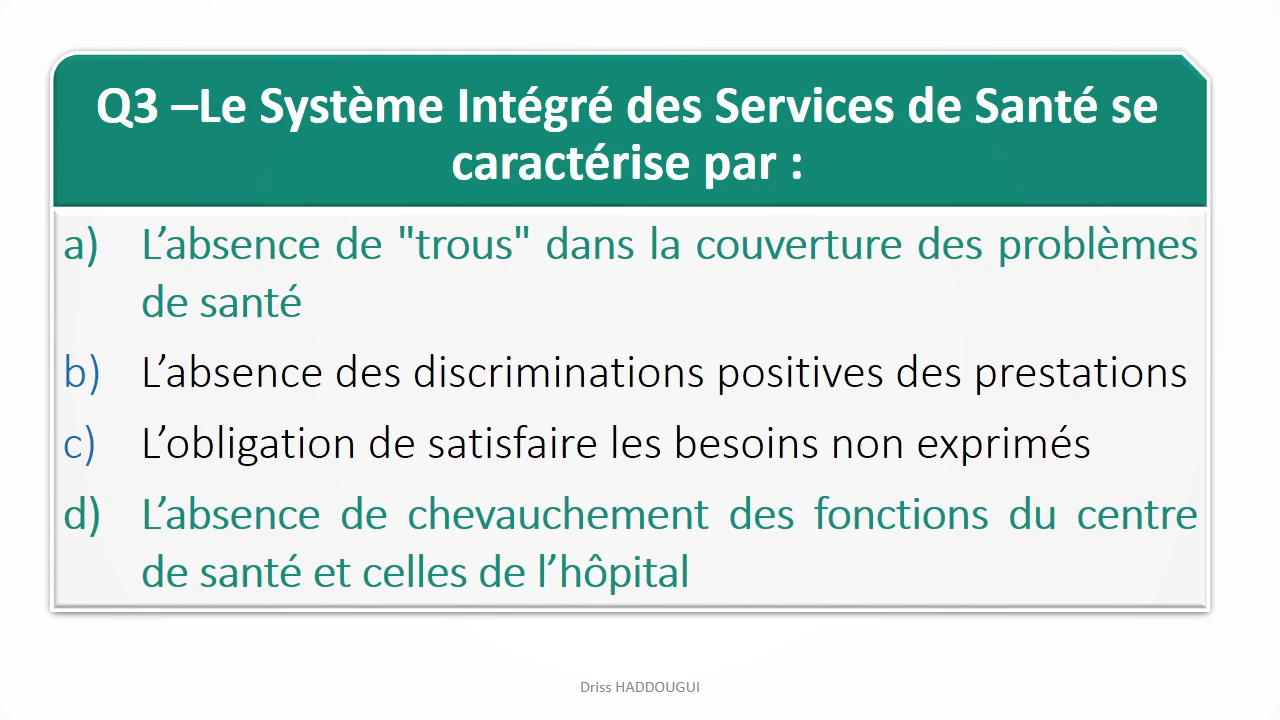 Q3 –Le Système Intégré des Services de Santé se
caractérise par :
a) L’absence de "trous" dans la couverture des problèmes
de santé
b) L’absence des discriminations positives des prestations
c) L’obligation de satisfaire les besoins non exprimés
d) L’absence de chevauchement des fonctions du centre
de santé et celles de l’hôpital
Driss HADDOUGUI